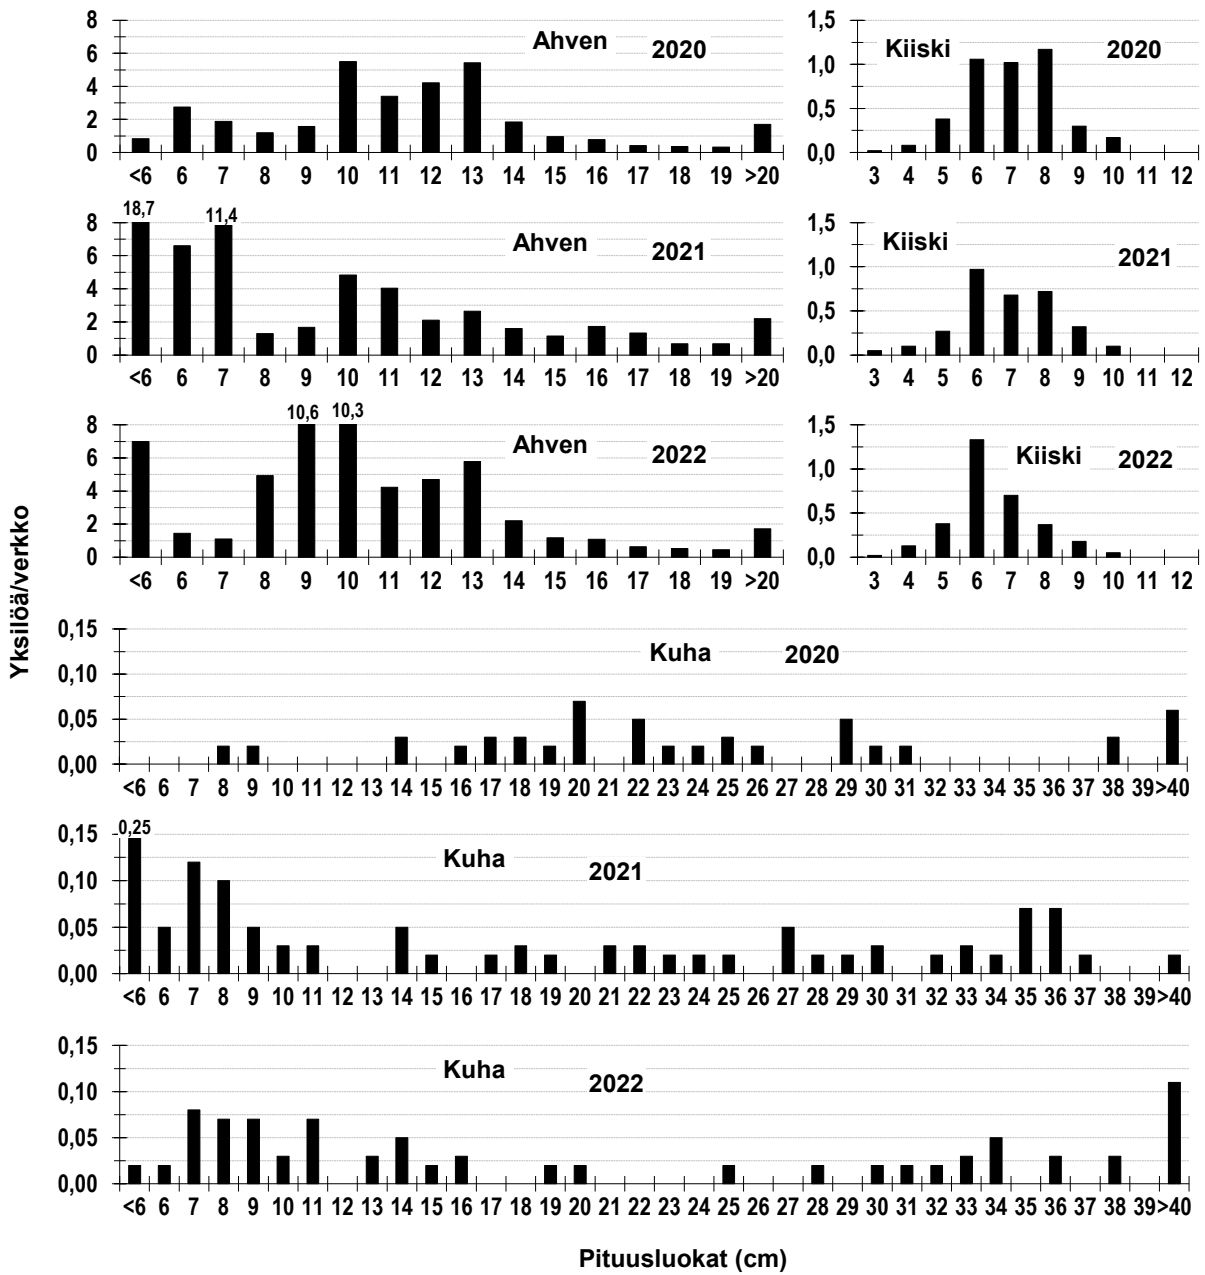 Ahven 2020
8
6
4
2
0
<6 6 7 8 9 10 11 12 13 14 15 16 17 18 19 >20
Kiiski 2020
1,5
1,0
0,5
0,0
3 4 5 6 7 8 9 10 11 12
18,7 11,4
Ahven 2021
8
6
4
2
0
<6 6 7 8 9 10 11 12 13 14 15 16 17 18 19 >20
Kiiski 2021
1,5
1,0
0,5
0,0
3 4 5 6 7 8 9 10 11 12
10,6 10,3
Ahven 2022
8
6
4
2
0
<6 6 7 8 9 10 11 12 13 14 15 16 17 18 19 >20
Kiiski 2022
1,5
1,0
0,5
0,0
3 4 5 6 7 8 9 10 11 12
Yksilöä/verkko
Kuha 2020
0,15
0,10
0,05
0,00
<6 6 7 8 9 10 11 12 13 14 15 16 17 18 19 20 21 22 23 24 25 26 27 28 29 30 31 32 33 34 35 36 37 38 39 >40
0,25
Kuha 2021
0,15
0,10
0,05
0,00
<6 6 7 8 9 10 11 12 13 14 15 16 17 18 19 20 21 22 23 24 25 26 27 28 29 30 31 32 33 34 35 36 37 38 39 >40
Kuha 2022
0,15
0,10
0,05
0,00
<6 6 7 8 9 10 11 12 13 14 15 16 17 18 19 20 21 22 23 24 25 26 27 28 29 30 31 32 33 34 35 36 37 38 39 >40
Pituusluokat (cm)